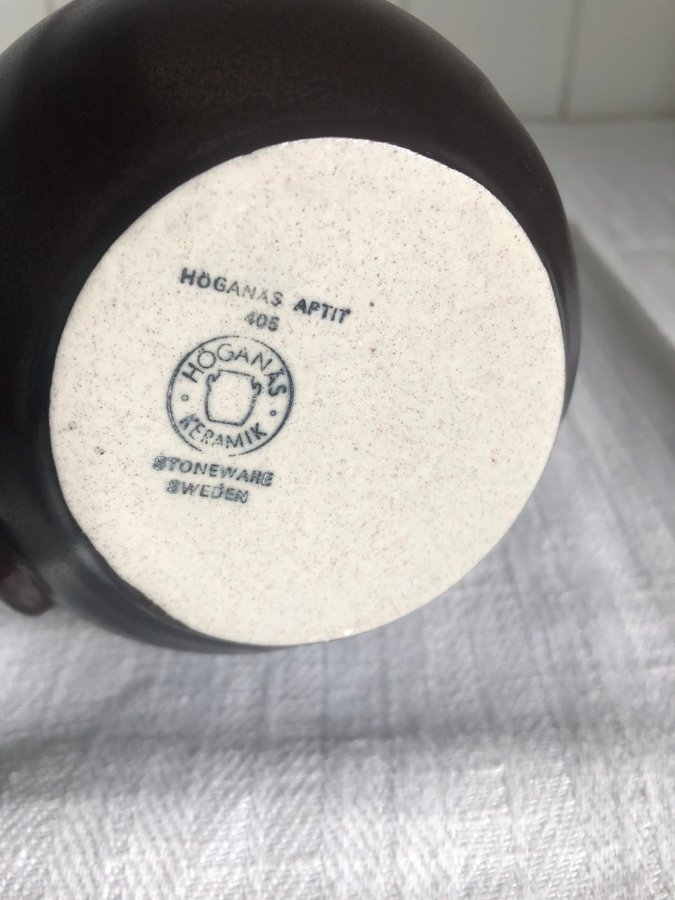 HÖGANÄS APTIT
405
HÖGANÄS
KERAMIK
STONEWARE
SWEDEN